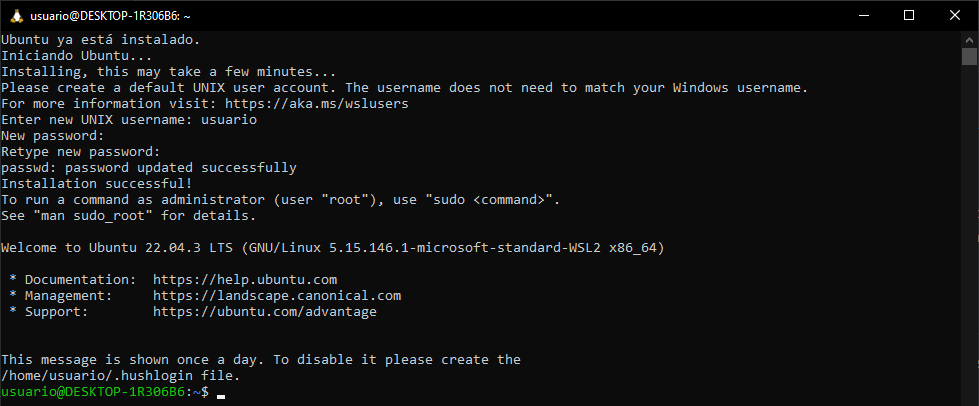 usuario@DESKTOP-1R306B6: ~
Ubuntu ya está instalado.
Iniciando Ubuntu...
Installing, this may take a few minutes...
Please create a default UNIX user account. The username does not need to match your Windows username.
For more information visit: https://aka.ms/wslusers
Enter new UNIX username: usuario
New password:
Retype new password:
passwd: password updated successfully
Installation successful!
To run a command as administrator (user "root"), use "sudo <command>".
See "man sudo_root" for details.

Welcome to Ubuntu 22.04.3 LTS (GNU/Linux 5.15.146.1-microsoft-standard-WSL2 x86_64)

 * Documentation:  https://help.ubuntu.com
 * Management:     https://landscape.canonical.com
 * Support:        https://ubuntu.com/advantage


This message is shown once a day. To disable it please create the
/home/usuario/.hushlogin file.
usuario@DESKTOP-1R306B6:~$